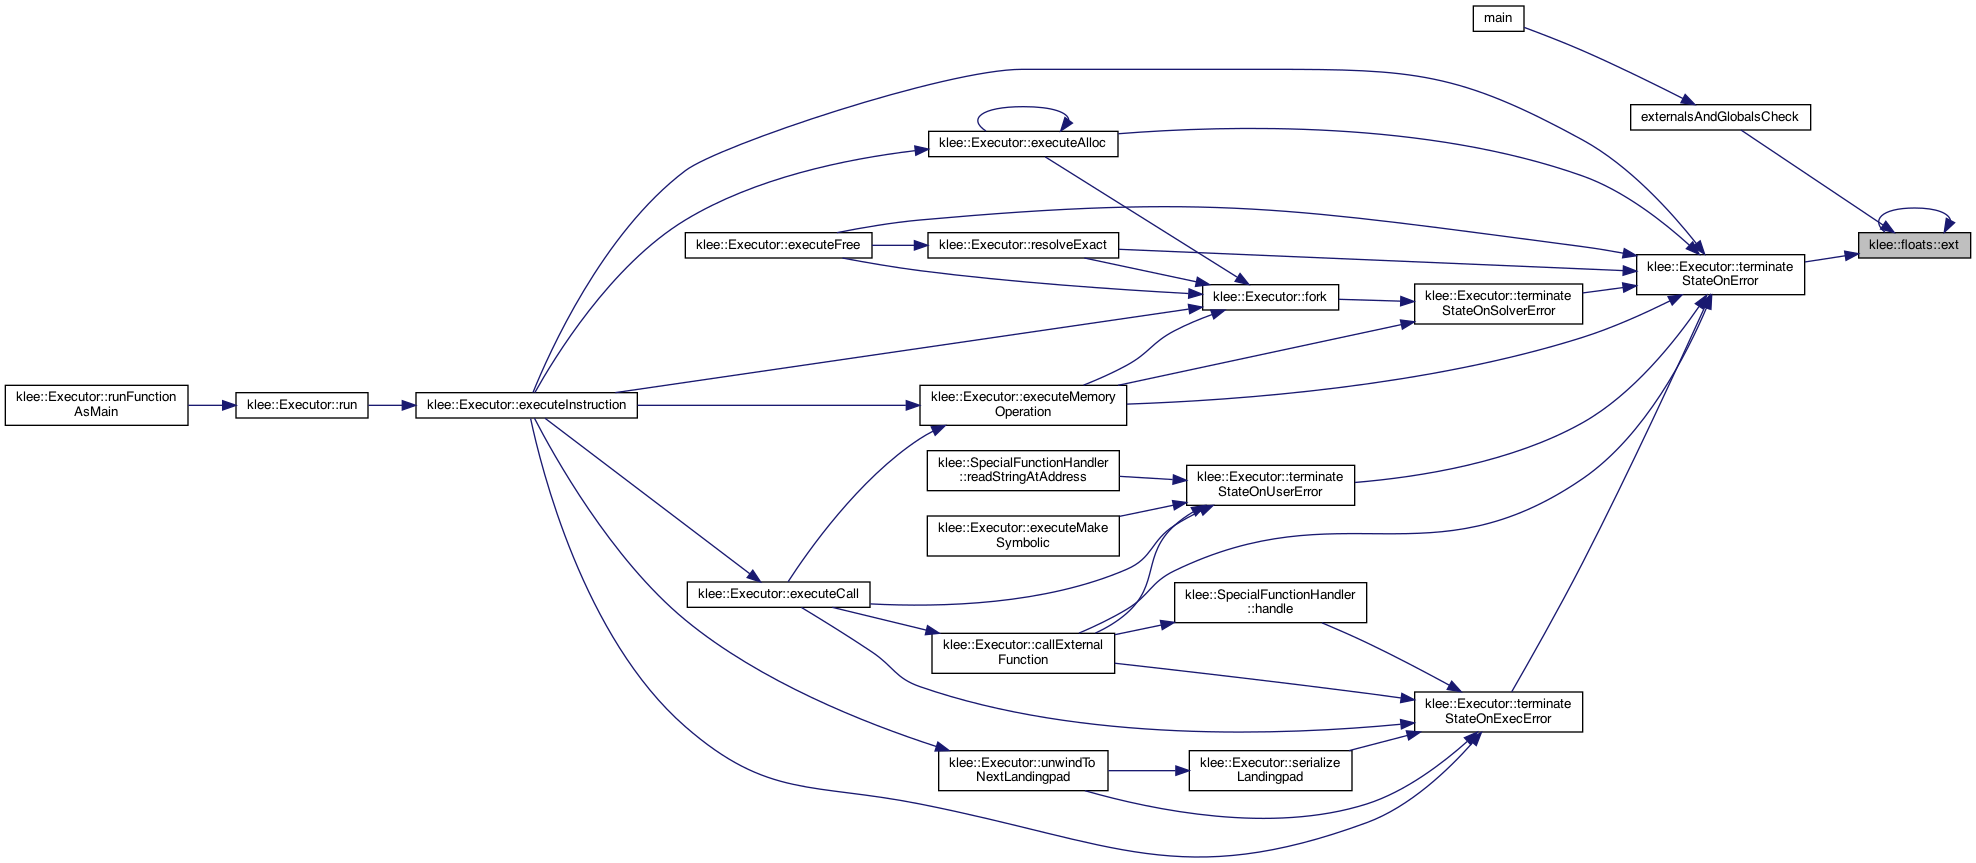 main
externalsAndGlobalsCheck
klee::Executor::executeAlloc
klee::Executor::executeFree
klee::Executor::resolveExact
klee::floats::ext
klee::Executor::terminate
StateOnError
klee::Executor::fork
klee::Executor::terminate
StateOnSolverError
klee::Executor::runFunction
AsMain
klee::Executor::run
klee::Executor::executeInstruction
klee::Executor::executeMemory
Operation
klee::SpecialFunctionHandler
::readStringAtAddress
klee::Executor::terminate
StateOnUserError
klee::Executor::executeMake
Symbolic
klee::Executor::executeCall
klee::SpecialFunctionHandler
::handle
klee::Executor::callExternal
Function
klee::Executor::terminate
StateOnExecError
klee::Executor::unwindTo
NextLandingpad
klee::Executor::serialize
Landingpad